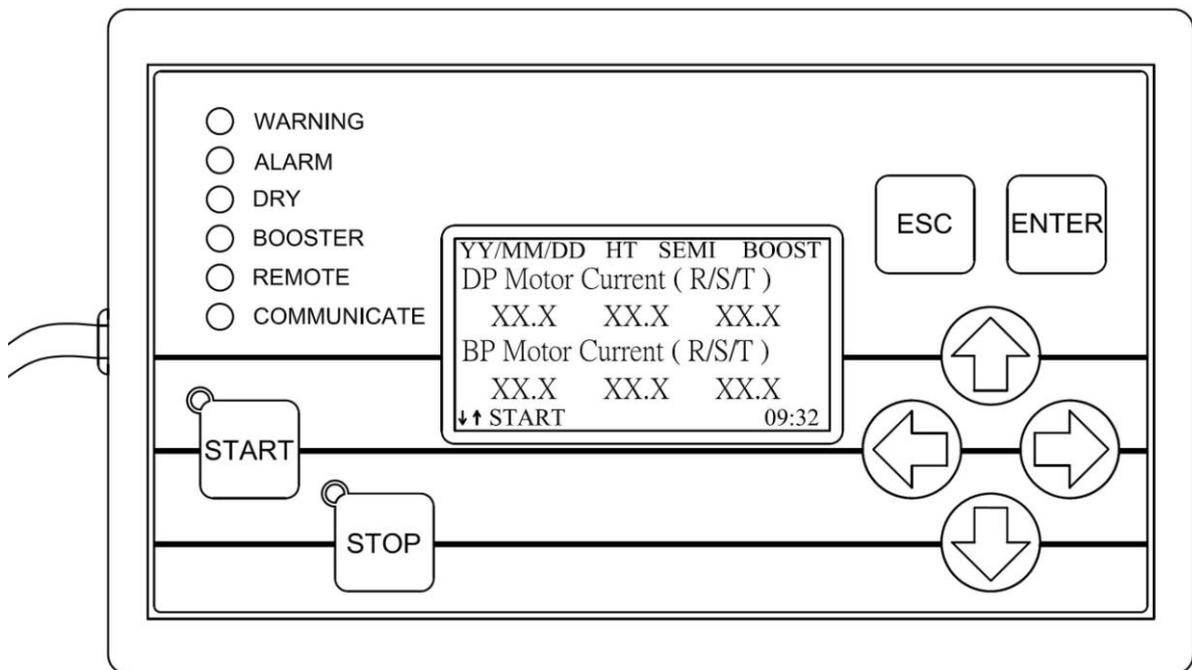 WARNING
ALARM
DRY
BOOSTER
REMOTE
COMMUNICATE
YY/MM/DD HT SEMI BOOST
DP Motor Current ( R/S/T )
XX.X XX.X XX.X
BP Motor Current ( R/S/T )
XX.X XX.X XX.X
↓↑ START 09:32
ESC
ENTER
START
STOP